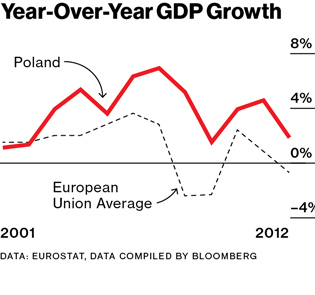 Year-Over-Year GDP Growth
8%
Poland
4%
0%
European
Union Average
-4%
2001
2012
DATA: EUROSTAT, DATA COMPILED BY BLOOMBERG